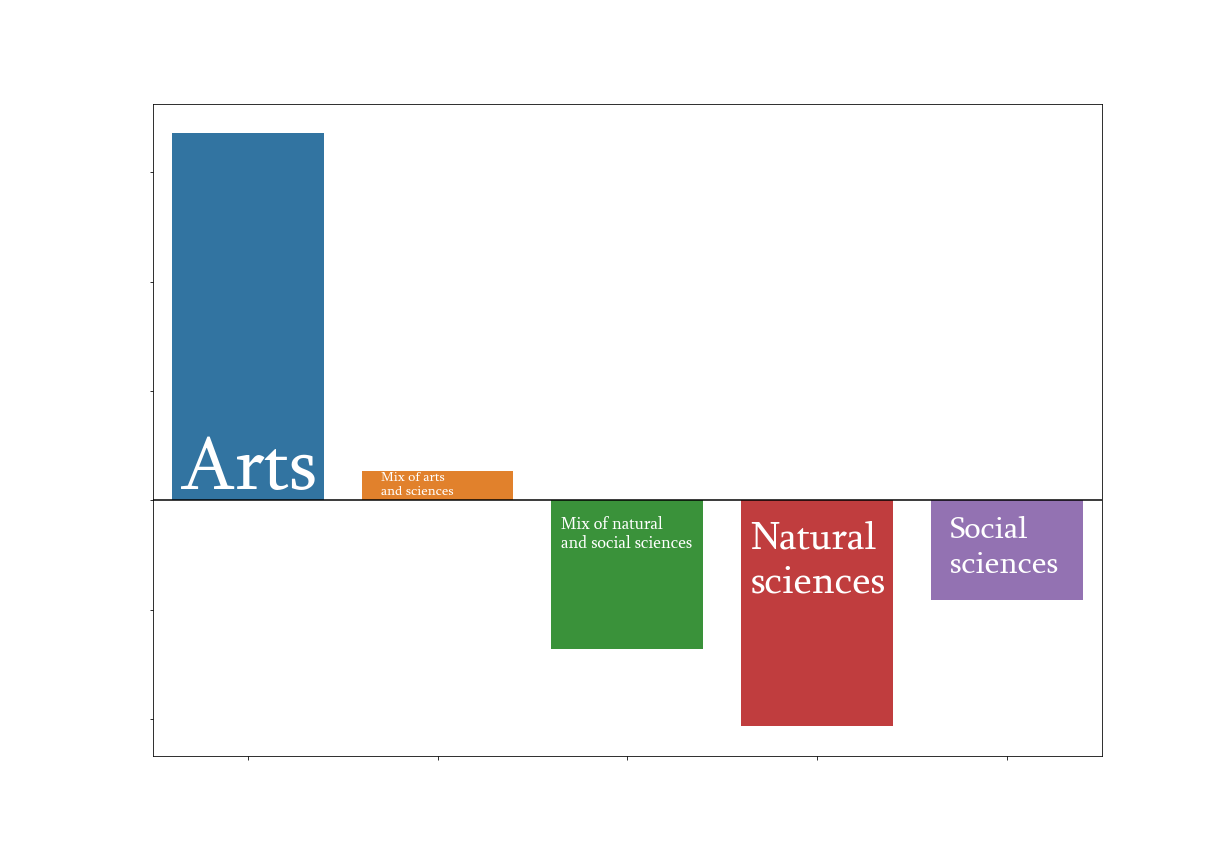 Arts
Mix of arts
and sciences
Mix of natural
and social sciences
Natural
sciences
Social
sciences